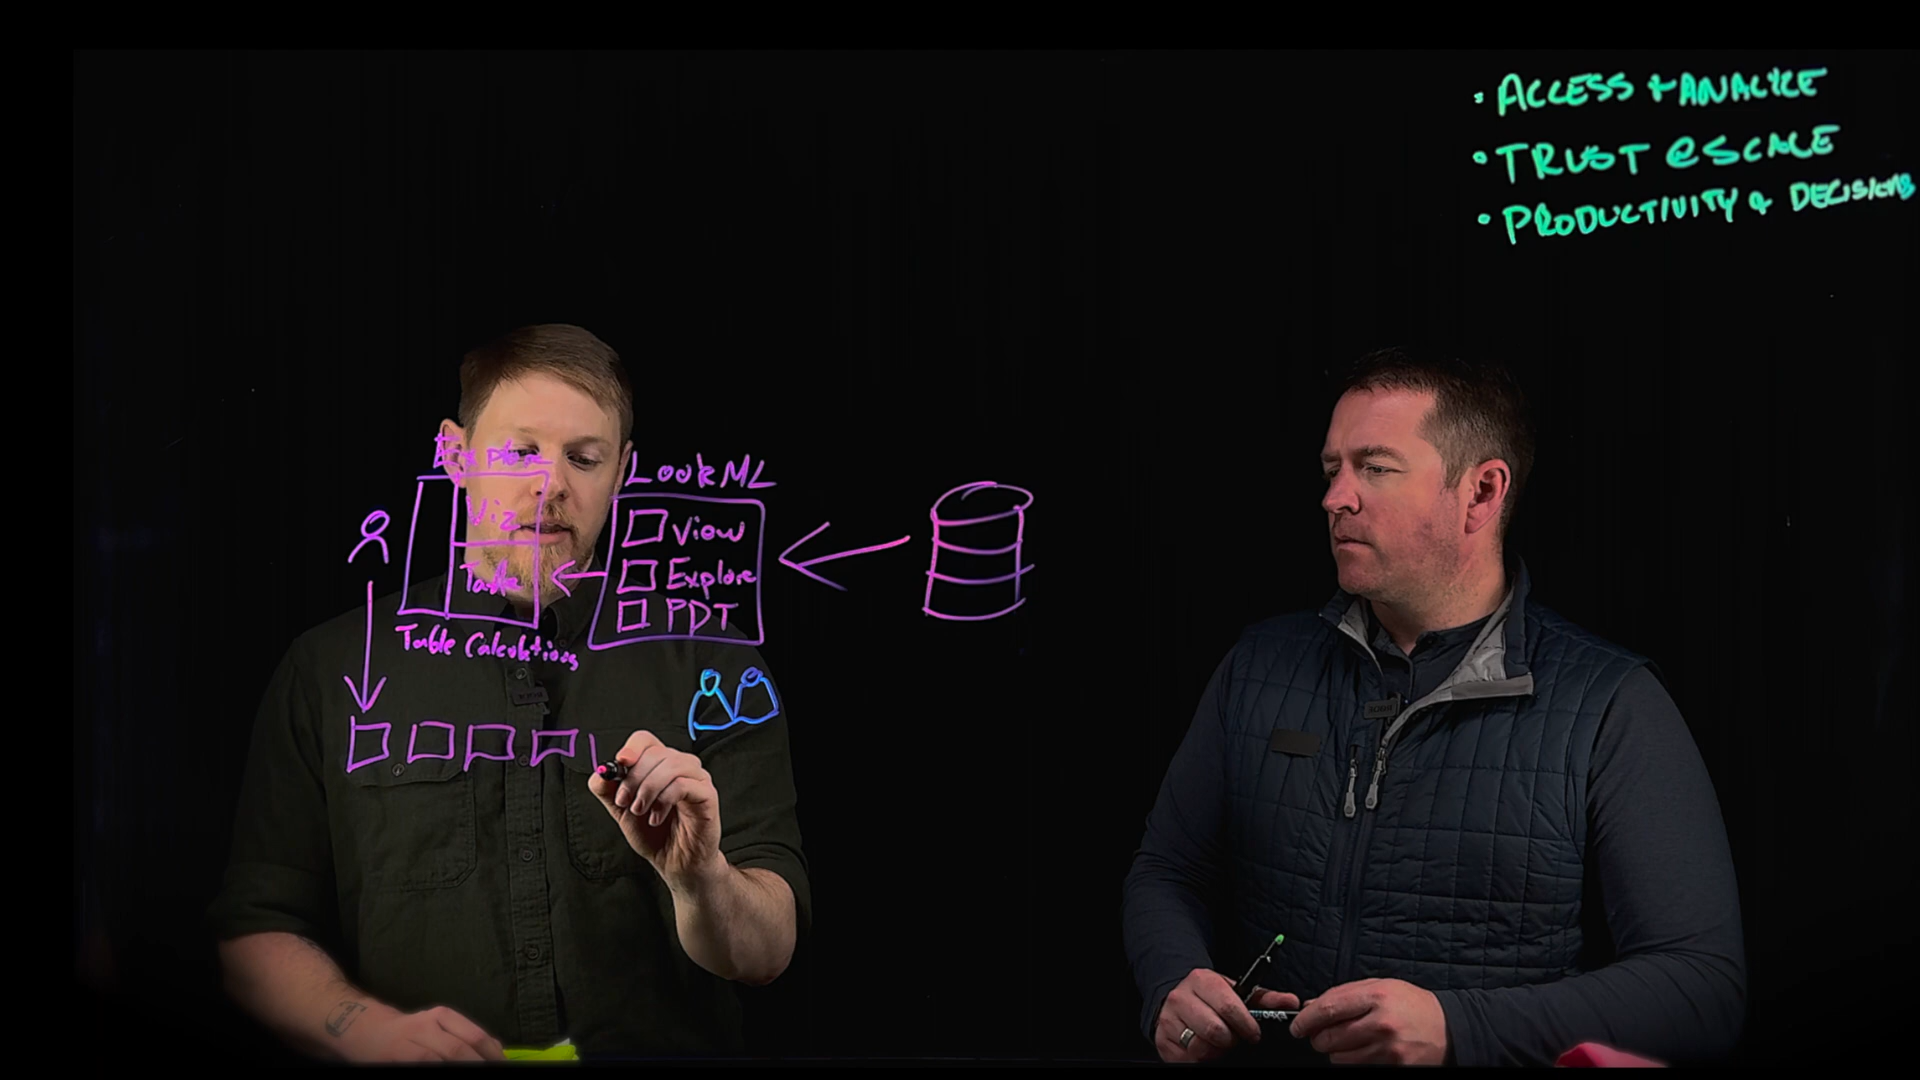 • ACCESS + ANALYZE
• TRUST @ SCALE
• PRODUCTIVITY & DECISIONS
Explore
Viz
Table
Table Calculations
LookML
View
Explore
PDT